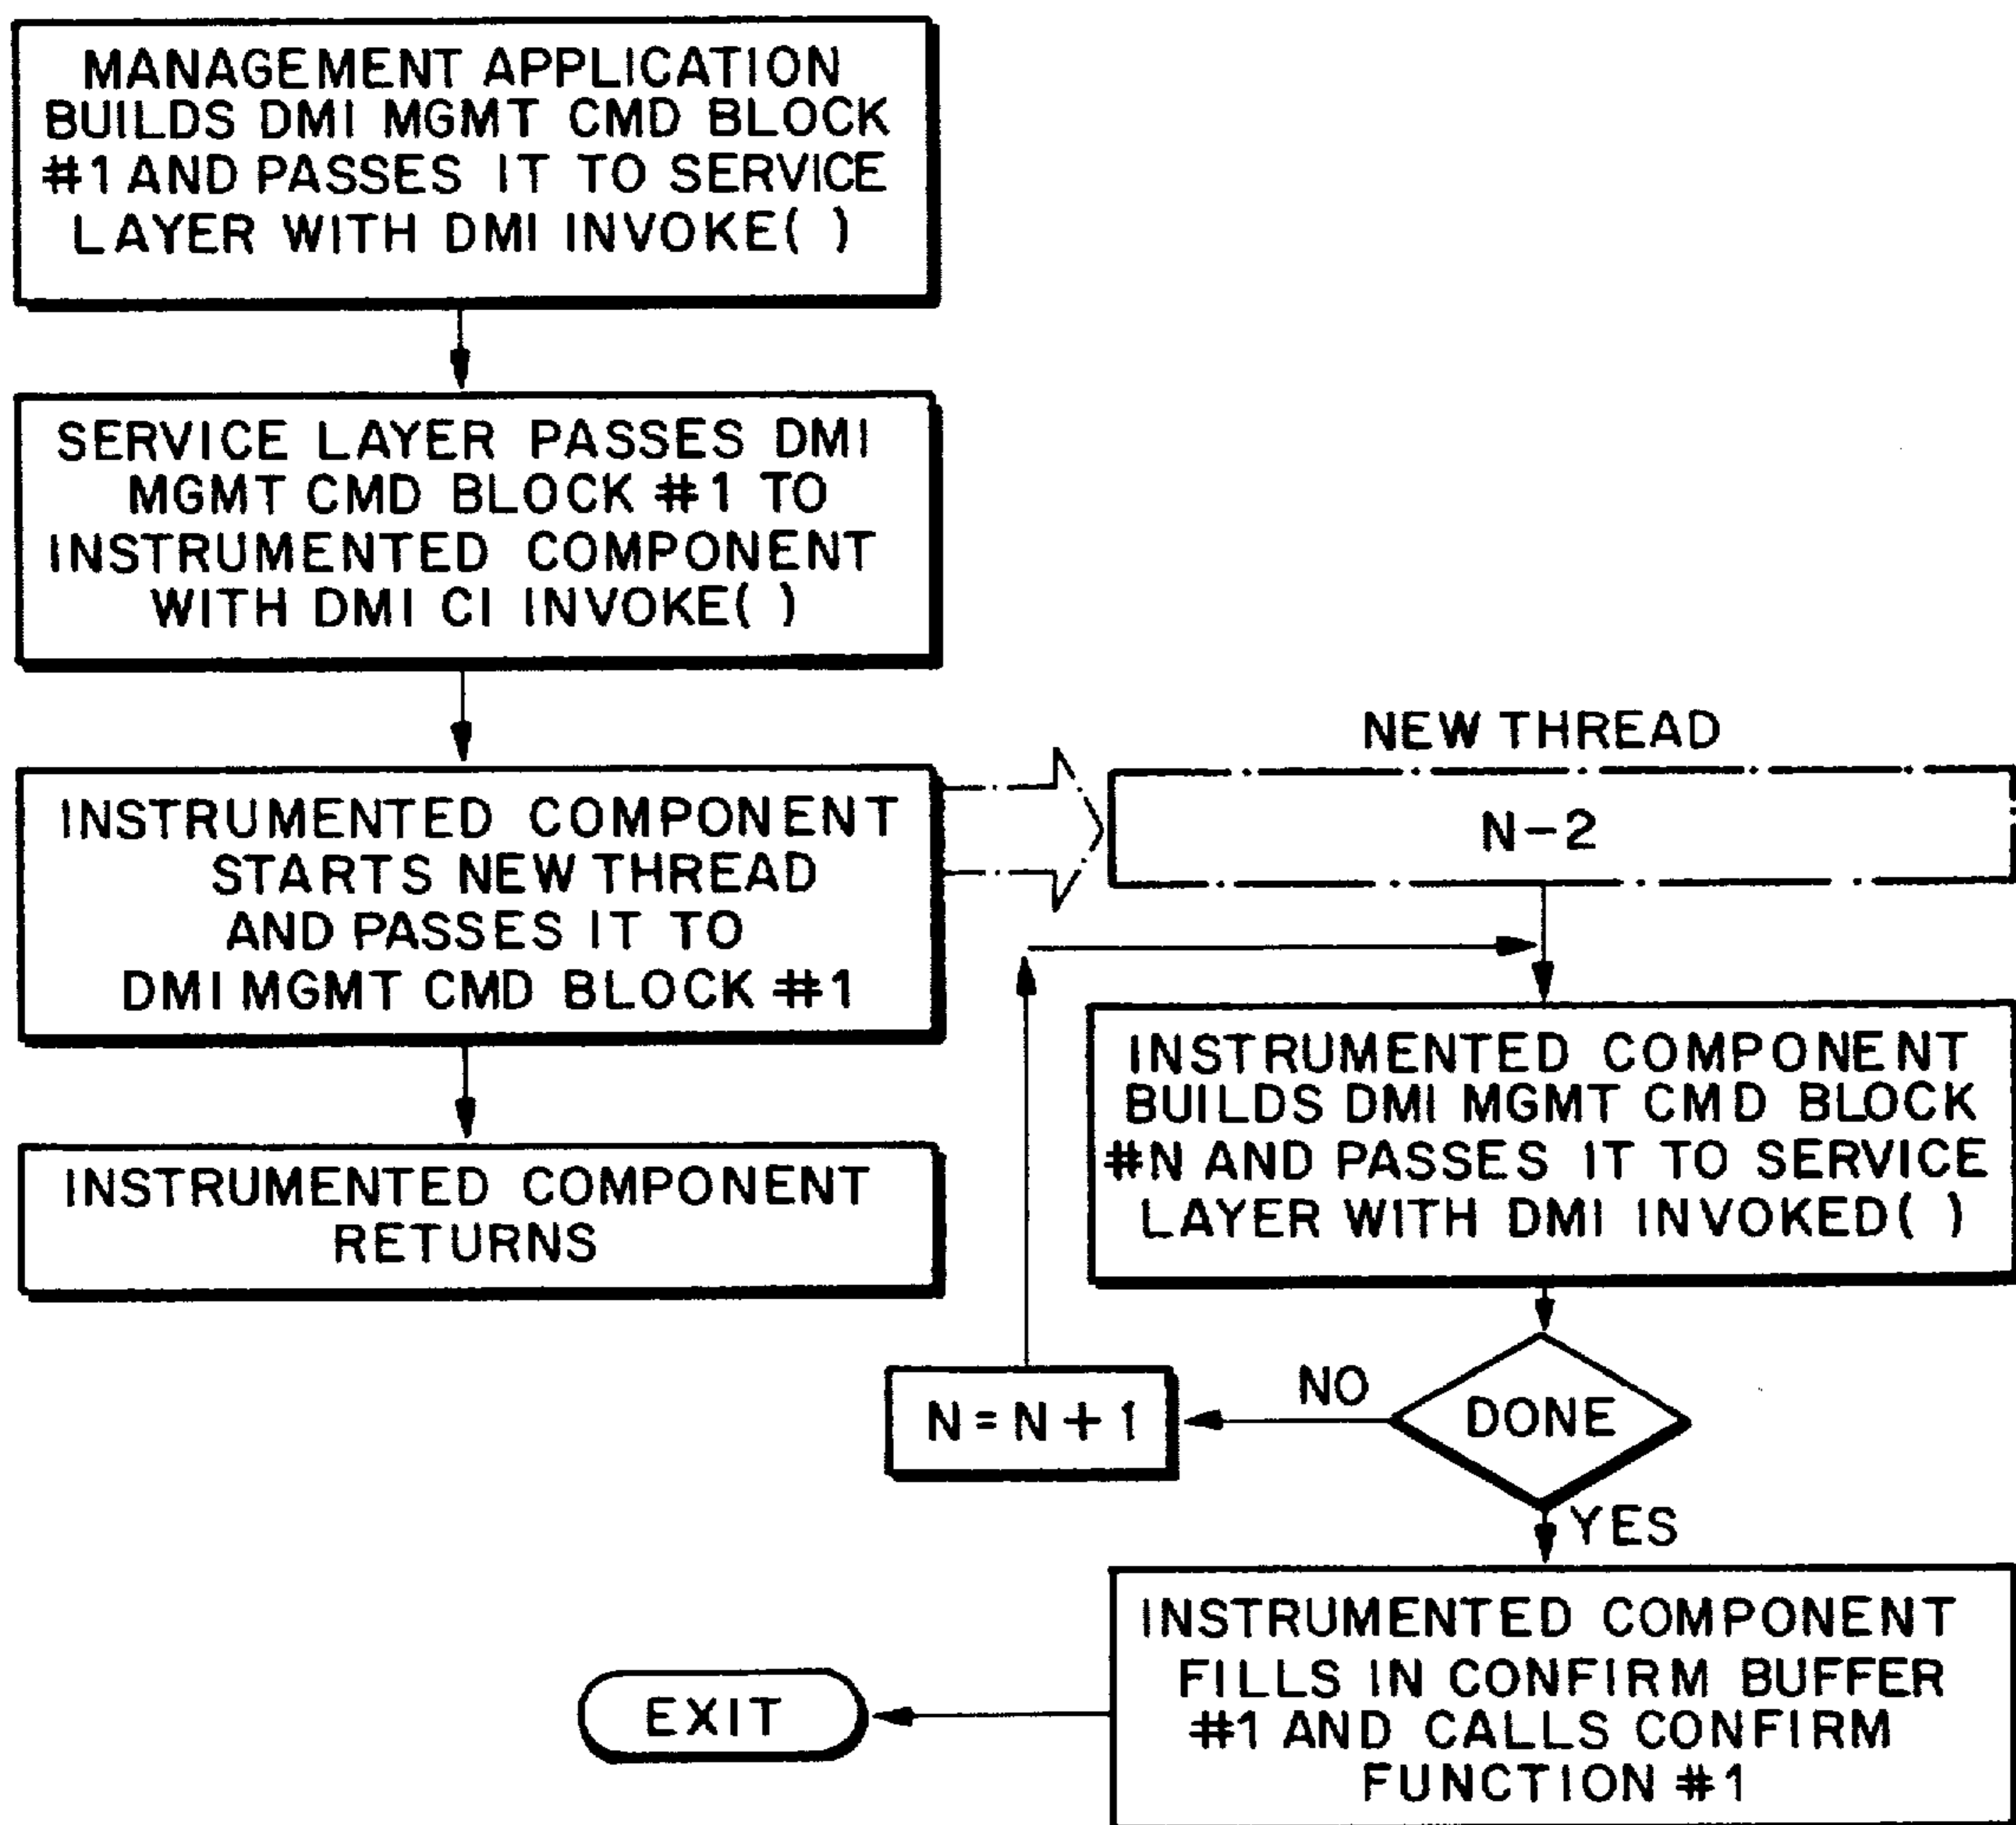 MANAGEMENT APPLICATION
BUILDS DMI MGMT CMD BLOCK
#1 AND PASSES IT TO SERVICE
LAYER WITH DMI INVOKE( )
SERVICE LAYER PASSES DMI
MGMT CMD BLOCK #1 TO
INSTRUMENTED COMPONENT
WITH DMI CI INVOKE( )
INSTRUMENTED COMPONENT
STARTS NEW THREAD
AND PASSES IT TO
DMI MGMT CMD BLOCK #1
INSTRUMENTED COMPONENT
RETURNS
NEW THREAD
N-2
INSTRUMENTED COMPONENT
BUILDS DMI MGMT CMD BLOCK
#N AND PASSES IT TO SERVICE
LAYER WITH DMI INVOKED( )
DONE
NO
N=N+1
YES
INSTRUMENTED COMPONENT
FILLS IN CONFIRM BUFFER
#1 AND CALLS CONFIRM
FUNCTION #1
EXIT